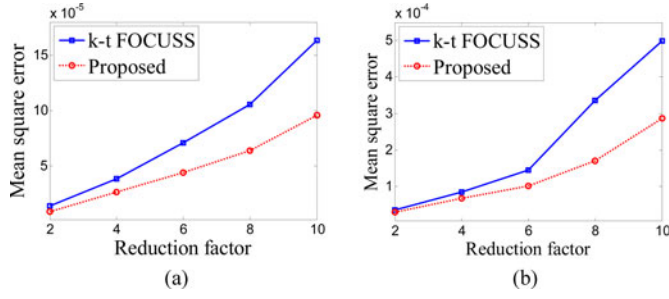 x 10^-5
15
10
5
2 4 6 8 10
Mean square error
Reduction factor
k-t FOCUSS
Proposed
(a)
x 10^-4
5
4
3
2
1
2 4 6 8 10
Mean square error
Reduction factor
k-t FOCUSS
Proposed
(b)